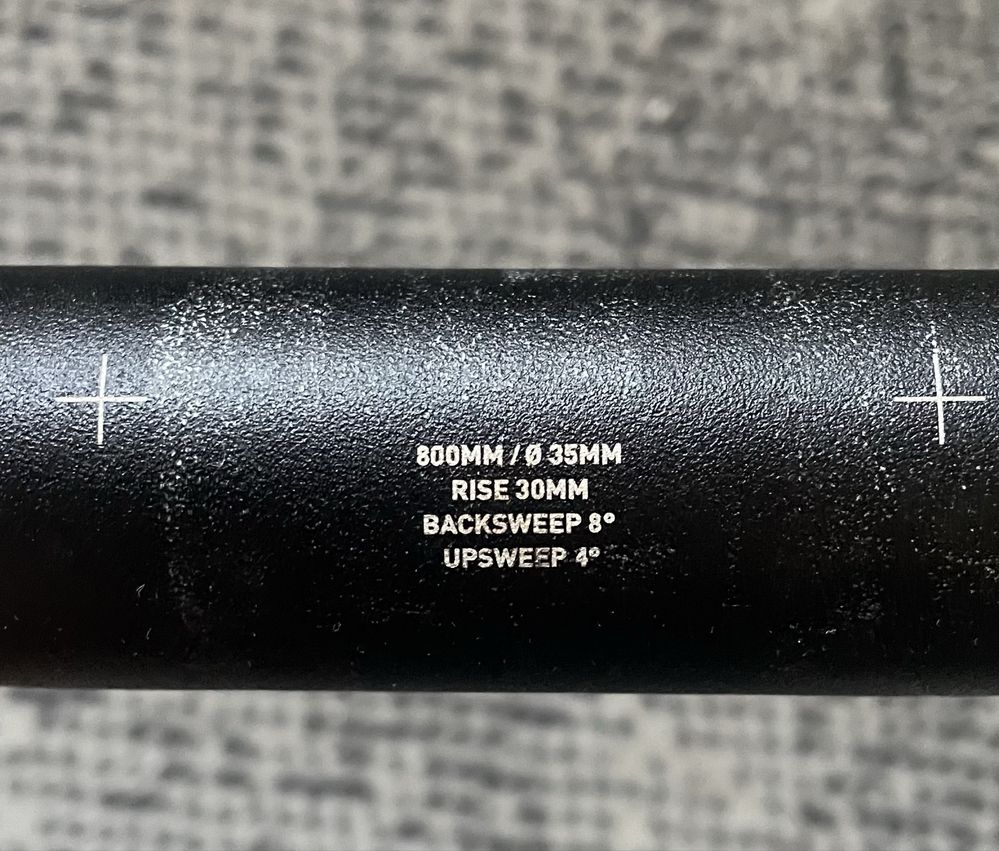 800MM / Ø 35MM
RISE 30MM
BACKSWEEP 8°
UPSWEEP 4°